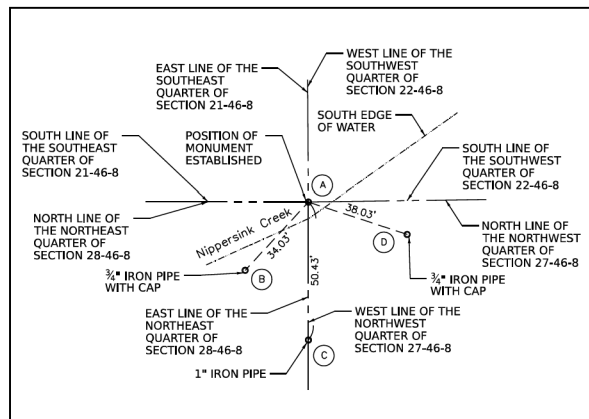 EAST LINE OF THE
SOUTHEAST
QUARTER OF
SECTION 21-46-8
WEST LINE OF THE
SOUTHWEST
QUARTER OF
SECTION 22-46-8
SOUTH EDGE
OF WATER
SOUTH LINE OF
THE SOUTHEAST
QUARTER OF
SECTION 21-46-8
POSITION OF
MONUMENT
ESTABLISHED
SOUTH LINE OF
THE SOUTHWEST
QUARTER OF
SECTION 22-46-8
A
NORTH LINE OF
THE NORTHEAST
QUARTER OF
SECTION 28-46-8
Nippersink Creek
34.03'
38.03'
50.43'
D
B
NORTH LINE OF
THE NORTHWEST
QUARTER OF
SECTION 27-46-8
¾" IRON PIPE
WITH CAP
¾" IRON PIPE
WITH CAP
EAST LINE OF THE
NORTHEAST
QUARTER OF
SECTION 28-46-8
WEST LINE OF THE
NORTHWEST
QUARTER OF
SECTION 27-46-8
1" IRON PIPE
C